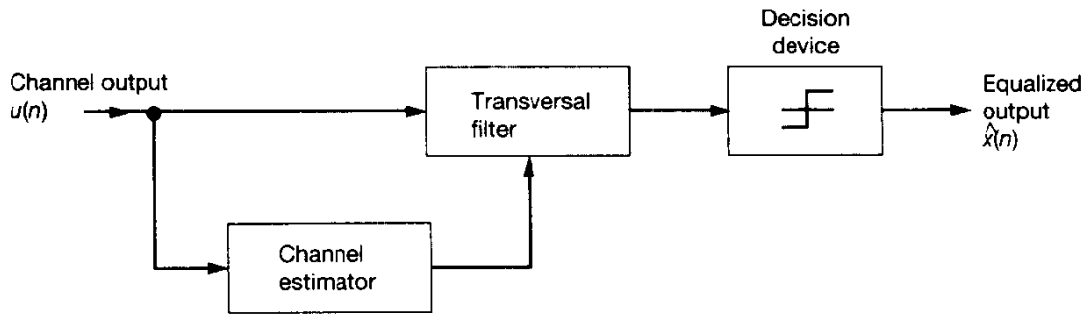 Decision
device
Channel output
u(n)
Transversal
filter
Equalized
output
x̂(n)
Channel
estimator